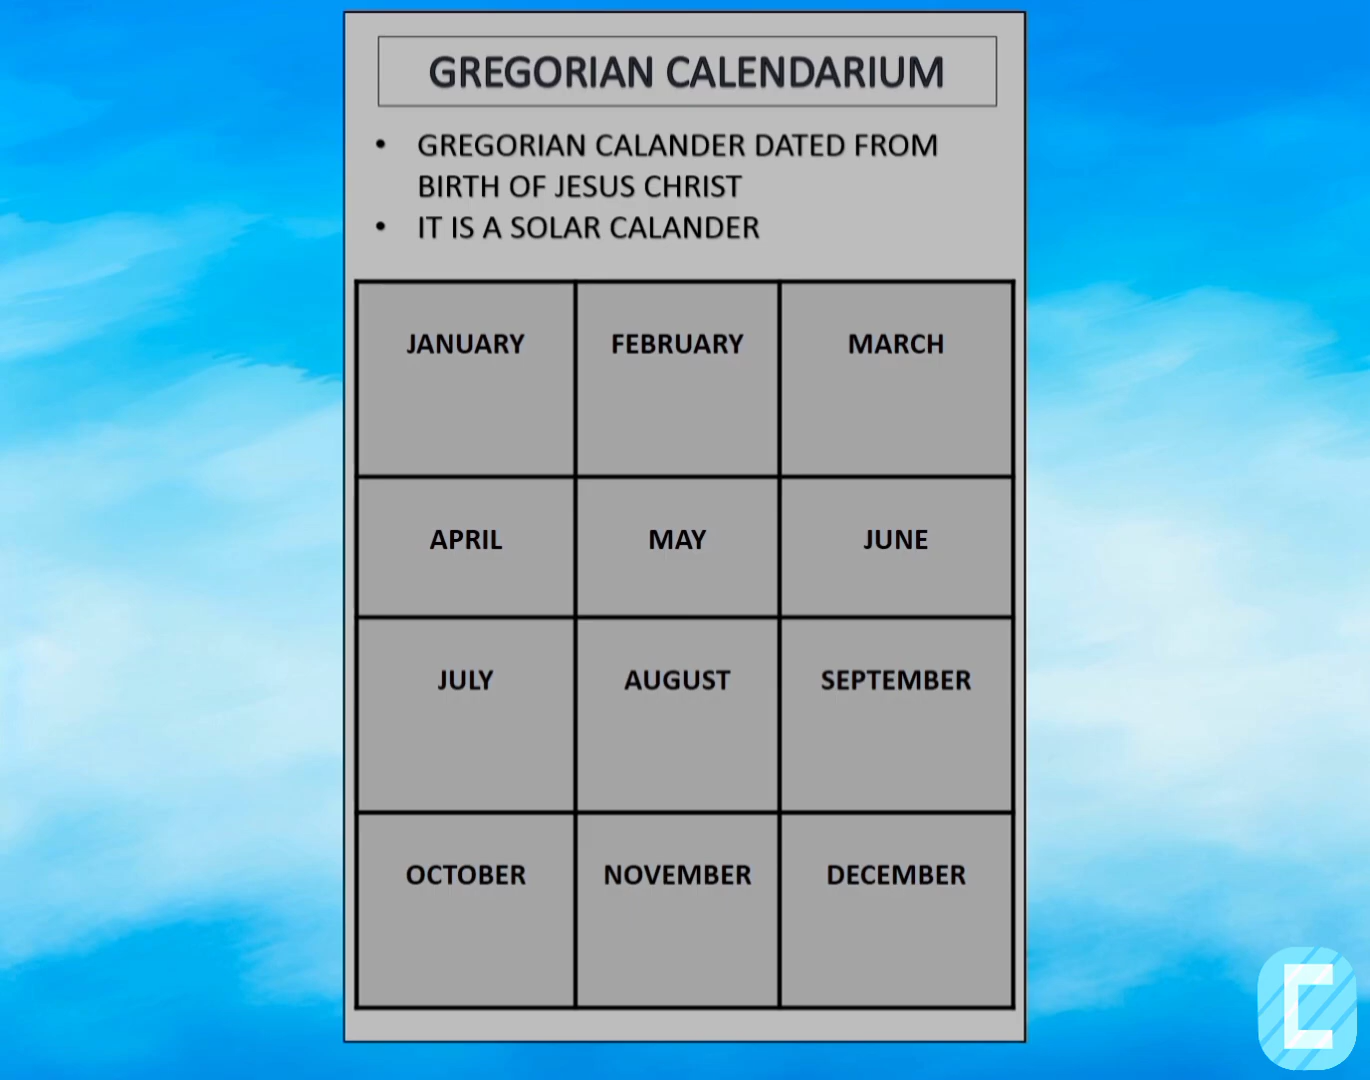 GREGORIAN CALENDARIUM
• GREGORIAN CALANDER DATED FROM
BIRTH OF JESUS CHRIST
• IT IS A SOLAR CALANDER
JANUARY FEBRUARY MARCH
APRIL MAY JUNE
JULY AUGUST SEPTEMBER
OCTOBER NOVEMBER DECEMBER
C